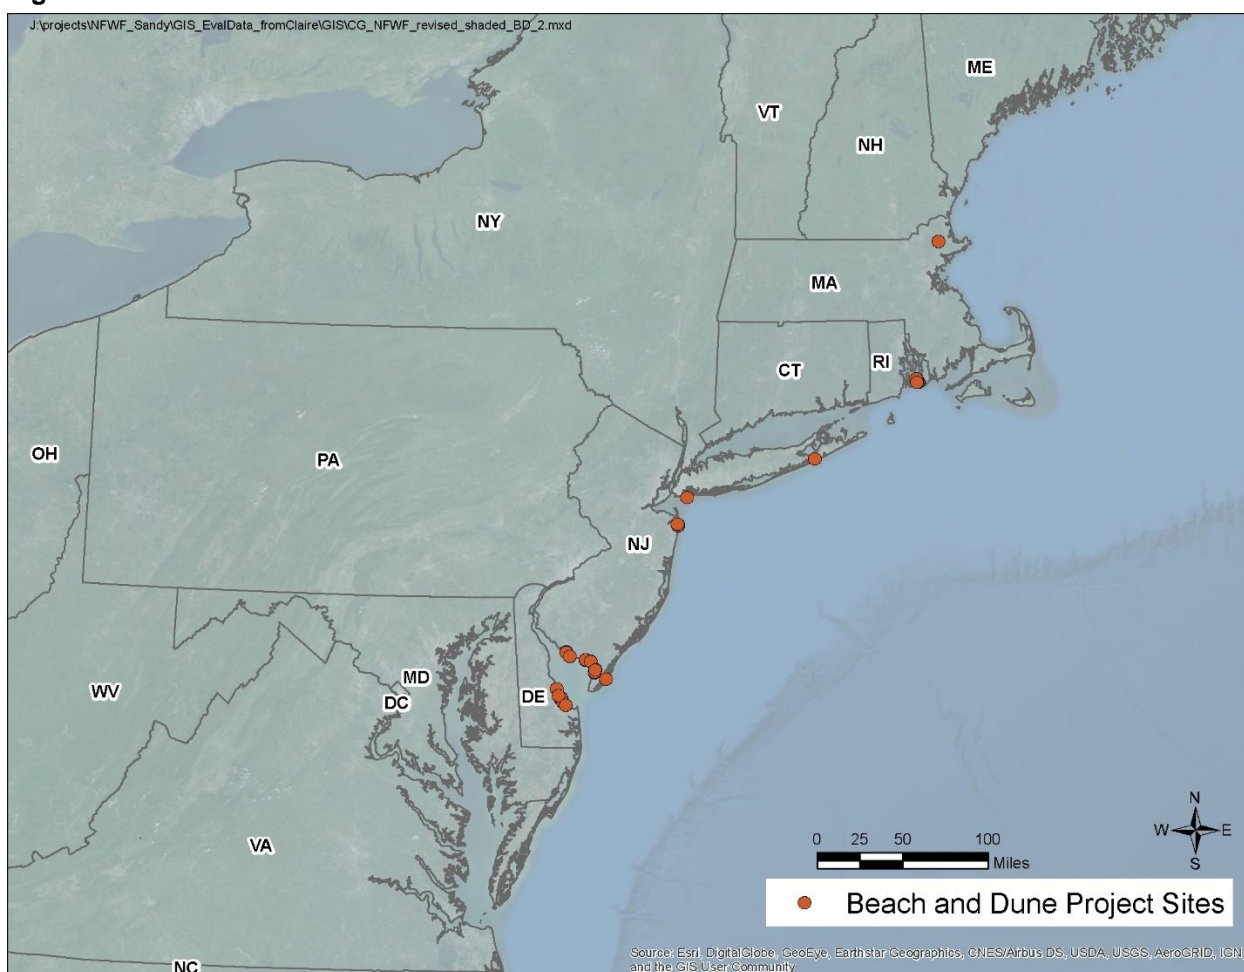 J:\projects\NFWF_Sandy\GIS_EvalData_fromClaire\GIS\CG_NFWF_revised_shaded_BD_2.mxd
ME
VT
NH
NY
MA
CT
RI
OH
PA
NJ
MD
WV
DC
DE
VA
NC
N
W
E
S
0 25 50 100
Miles
Beach and Dune Project Sites
Source: Esri, DigitalGlobe, GeoEye, Earthstar Geographics, CNES/Airbus DS, USDA, USGS, AeroGRID, IGN,
and the GIS User Community